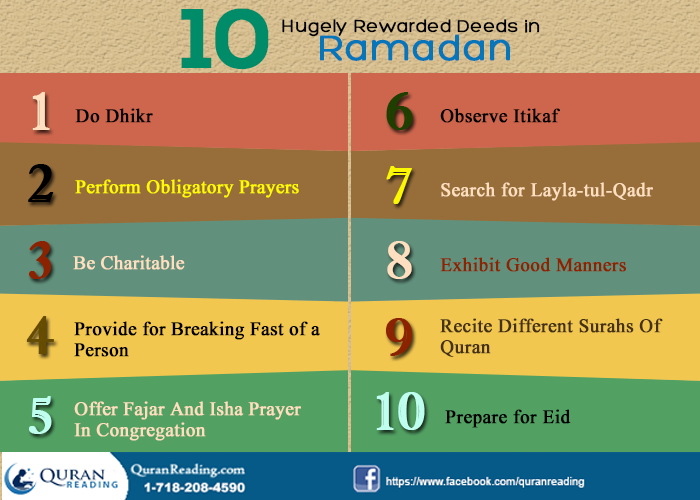 10 Hugely Rewarded Deeds in
Ramadan
1 Do Dhikr
2 Perform Obligatory Prayers
3 Be Charitable
4 Provide for Breaking Fast of a
Person
5 Offer Fajar And Isha Prayer
In Congregation
6 Observe Itikaf
7 Search for Layla-tul-Qadr
8 Exhibit Good Manners
9 Recite Different Surahs Of
Quran
10 Prepare for Eid
QURAN
READING
QuranReading.com
1-718-208-4590
f https://www.facebook.com/quranreading